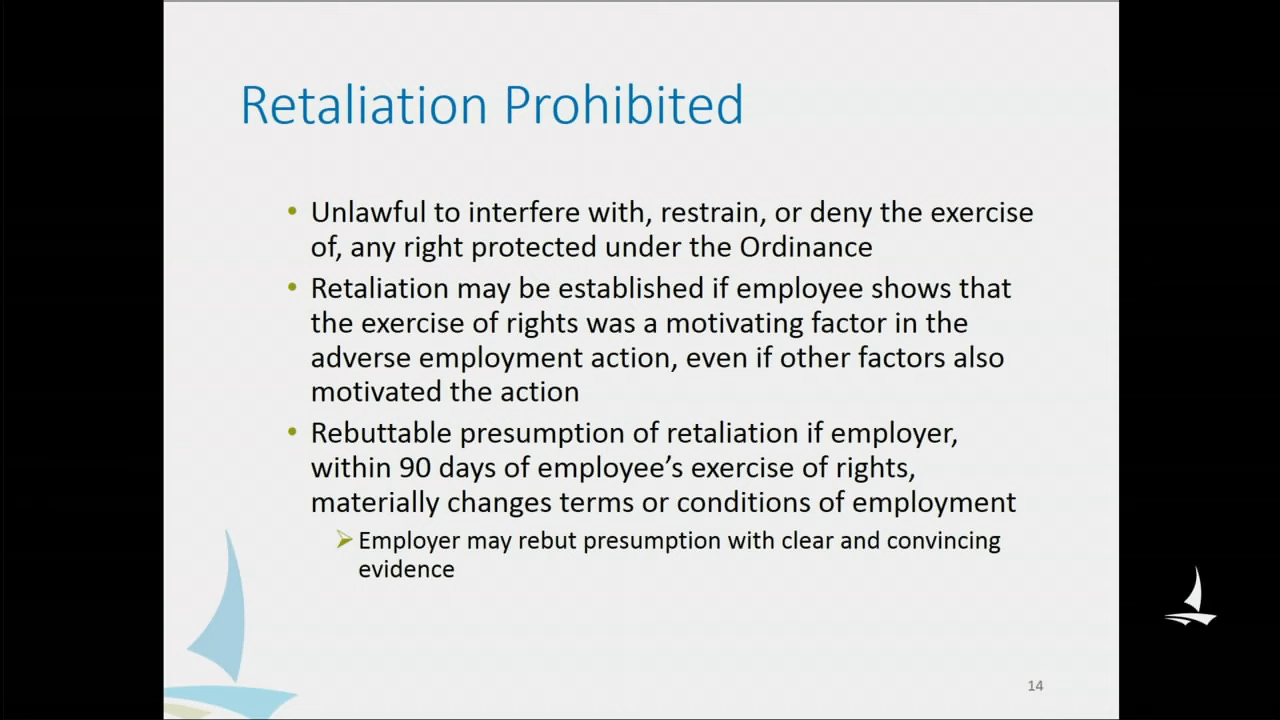 Retaliation Prohibited
• Unlawful to interfere with, restrain, or deny the exercise
of, any right protected under the Ordinance
• Retaliation may be established if employee shows that
the exercise of rights was a motivating factor in the
adverse employment action, even if other factors also
motivated the action
• Rebuttable presumption of retaliation if employer,
within 90 days of employee’s exercise of rights,
materially changes terms or conditions of employment
➢ Employer may rebut presumption with clear and convincing
evidence
14